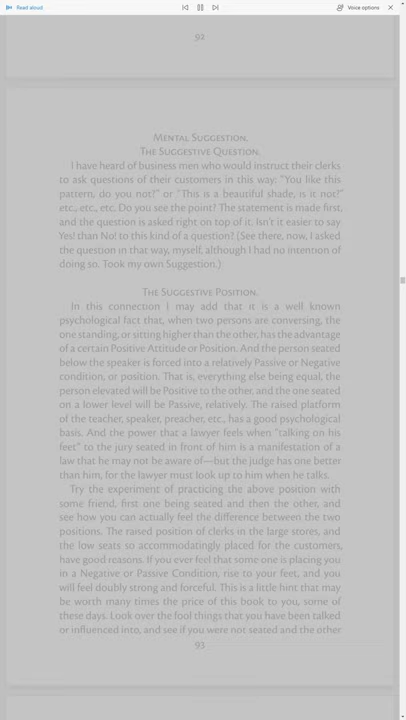 Read aloud
Voice options
92
Mental Suggestion.
The Suggestive Question.
I have heard of business men who would instruct their clerks
to ask questions of their customers in this way: "You like this
pattern, do you not?" or "This is a beautiful shade, is it not?"
etc., etc., etc. Do you see the point? The statement is made first,
and the question is asked right on top of it. Isn't it easier to say
Yes! than No! to this kind of a question? (See there, now, I asked
the question in that way, myself, although I had no intention of
doing so. Took my own Suggestion.)
The Suggestive Position.
In this connection I may add that it is a well known
psychological fact that, when two persons are conversing, the
one standing, or sitting higher than the other, has the advantage
of a certain Positive Attitude or Position. And the person seated
below the speaker is forced into a relatively Passive or Negative
condition, or position. That is, everything else being equal, the
person elevated will be Positive to the other, and the one seated
on a lower level will be Passive, relatively. The raised platform
of the teacher, speaker, preacher, etc., has a good psychological
basis. And the power that a lawyer feels when "talking on his
feet" to the jury seated in front of him is a manifestation of a
law that he may not be aware of—but the judge has one better
than him, for the lawyer must look up to him when he talks.
Try the experiment of practicing the above position with
some friend, first one being seated and then the other, and
see how you can actually feel the difference between the two
positions. The raised position of clerks in the large stores, and
the low seats so accommodatingly placed for the customers,
have good reasons. If you ever feel that some one is placing you
in a Negative or Passive Condition, rise to your feet, and you
will feel doubly strong and forceful. This is a little hint that may
be worth many times the price of this book to you, some of
these days. Look over the fool things that you have been talked
or influenced into, and see if you were not seated and the other
93